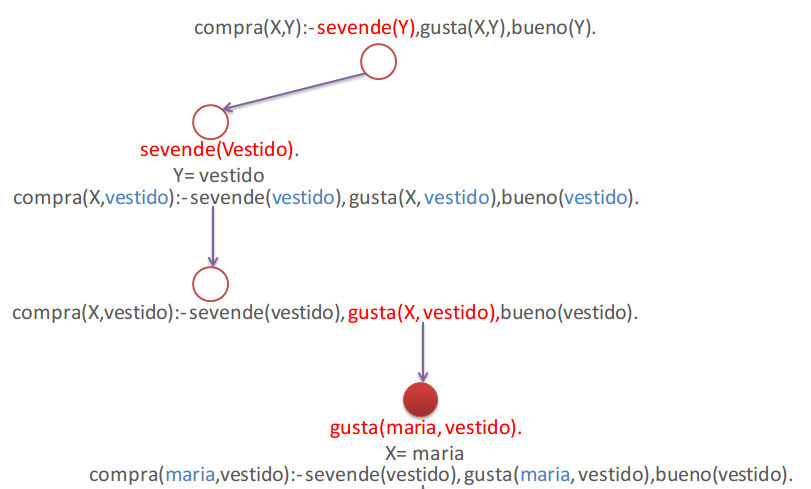 compra(X,Y):-sevende(Y),gusta(X,Y),bueno(Y).
sevende(Vestido).
Y= vestido
compra(X,vestido):-sevende(vestido),gusta(X, vestido),bueno(vestido).
compra(X,vestido):-sevende(vestido),gusta(X, vestido),bueno(vestido).
gusta(maria, vestido).
X= maria
compra(maria,vestido):-sevende(vestido),gusta(maria, vestido),bueno(vestido).